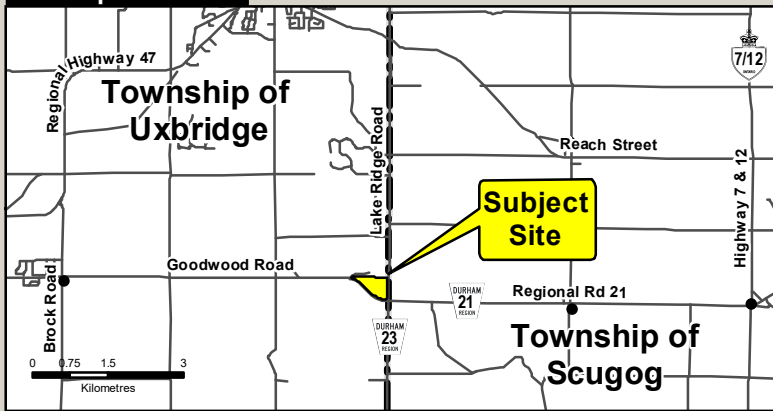 Regional Highway 47
Township of
Uxbridge
7/12
ONTARIO
Reach Street
Lake Ridge Road
Highway 7 & 12
Subject
Site
Goodwood Road
Brock Road
DURHAM
21
REGION
Regional Rd 21
DURHAM
23
REGION
Township of
Scugog
0 0.75 1.5 3
Kilometres